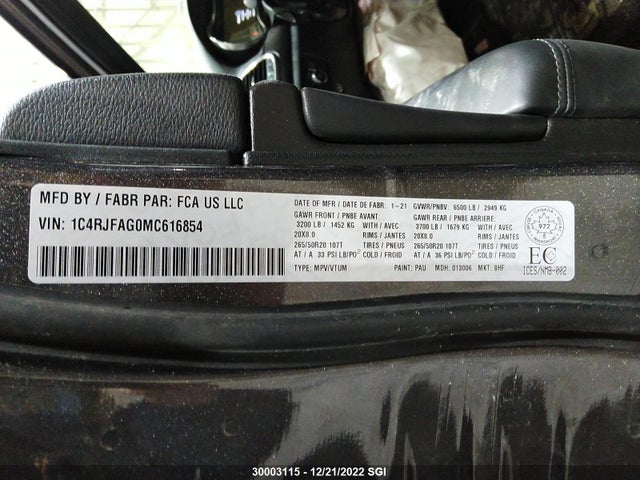 MFD BY / FABR PAR: FCA US LLC
VIN: 1C4RJFAG0MC616854
DATE OF MFR / DATE DE FABR: 1-21 GVWR/PNBV: 6500 LB / 2949 KG
GAWR FRONT / PNBE AVANT: GAWR REAR / PNBE ARRIERE:
3200 LB / 1452 KG WITH / AVEC 3700 LB / 1679 KG WITH / AVEC
20X8.0 RIMS / JANTES 20X8.0 RIMS / JANTES
265/50R20 107T TIRES / PNEUS 265/50R20 107T TIRES / PNEUS
AT / A 33 PSI LB/PO² COLD / FROID AT / A 36 PSI LB/PO² COLD / FROID
TYPE: MPV/VTUM PAINT: PAU MDH: 013006 MKT: BHF
972
TRANSPORT
EC
ICES/NMB-002
30003115 - 12/21/2022 SGI